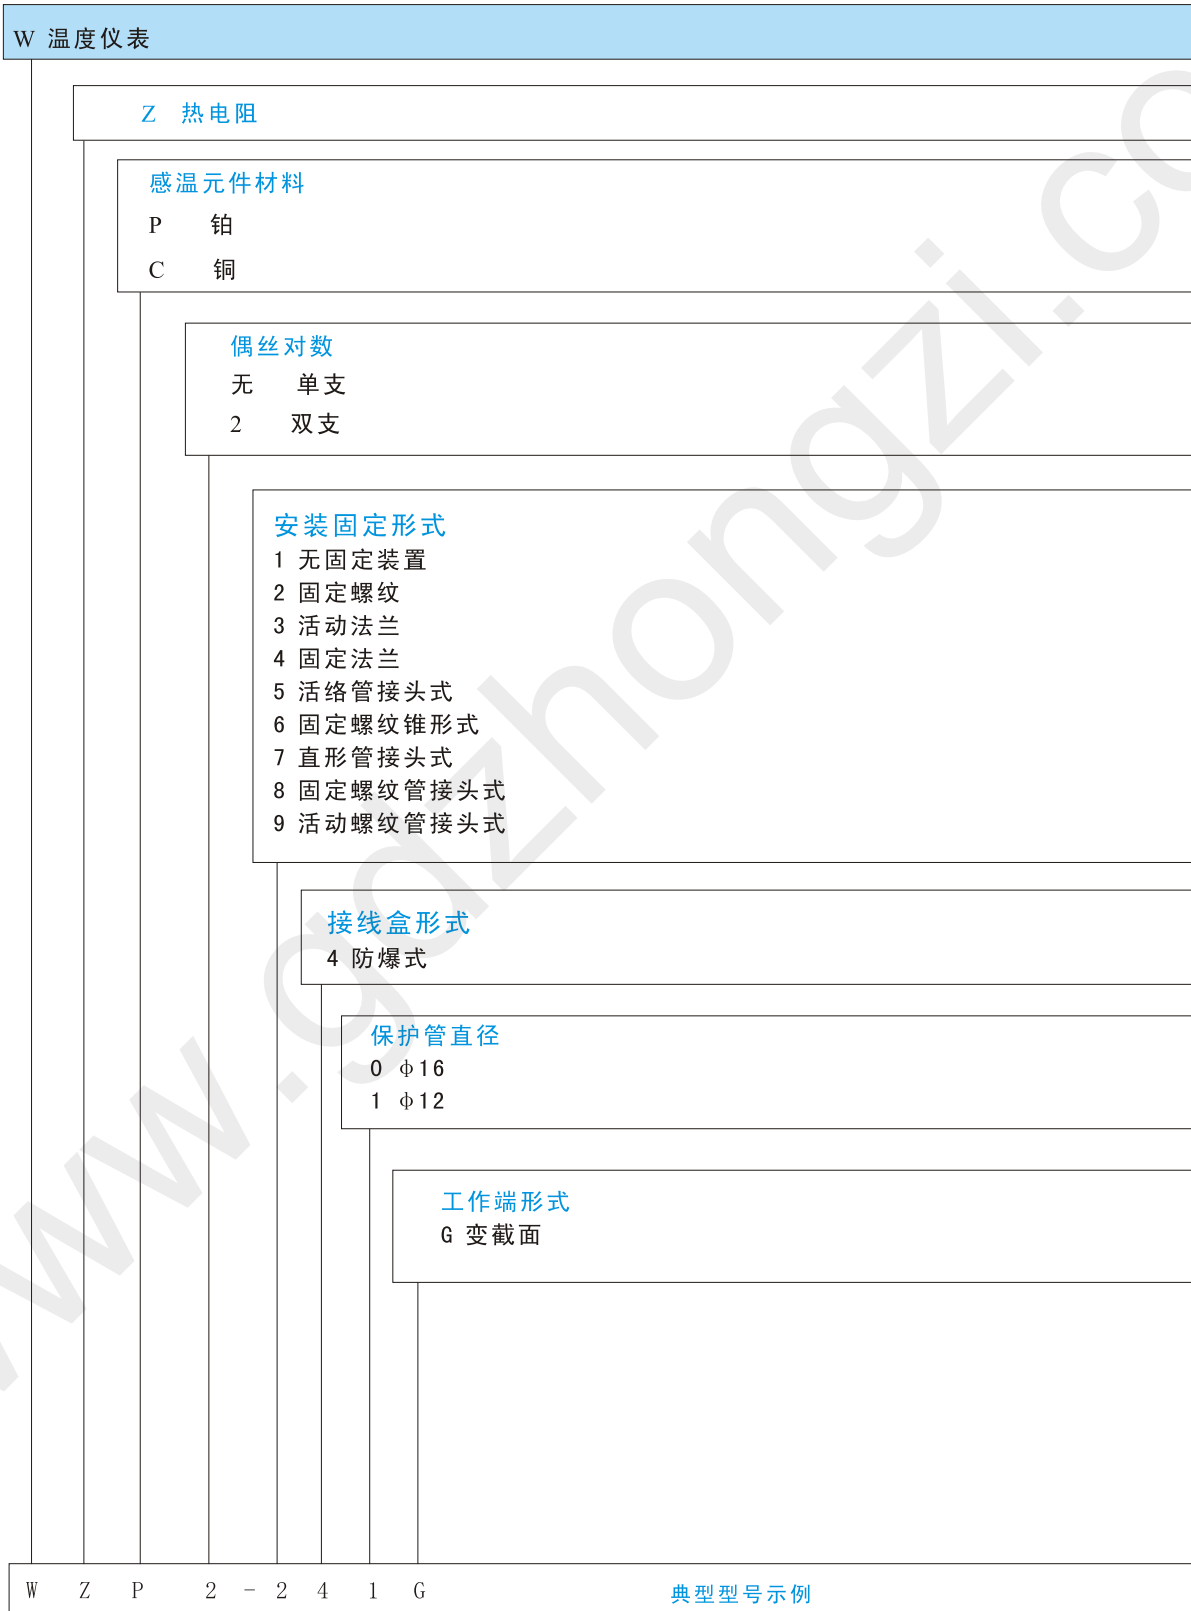 W 温度仪表
Z 热电阻
感温元件材料
P 铂
C 铜
偶丝对数
无 单支
2 双支
安装固定形式
1 无固定装置
2 固定螺纹
3 活动法兰
4 固定法兰
5 活络管接头式
6 固定螺纹锥形式
7 直形管接头式
8 固定螺纹管接头式
9 活动螺纹管接头式
接线盒形式
4 防爆式
保护管直径
0 φ16
1 φ12
工作端形式
G 变截面
W Z P 2 - 2 4 1 G 典型型号示例
www.gdzhongzi.co